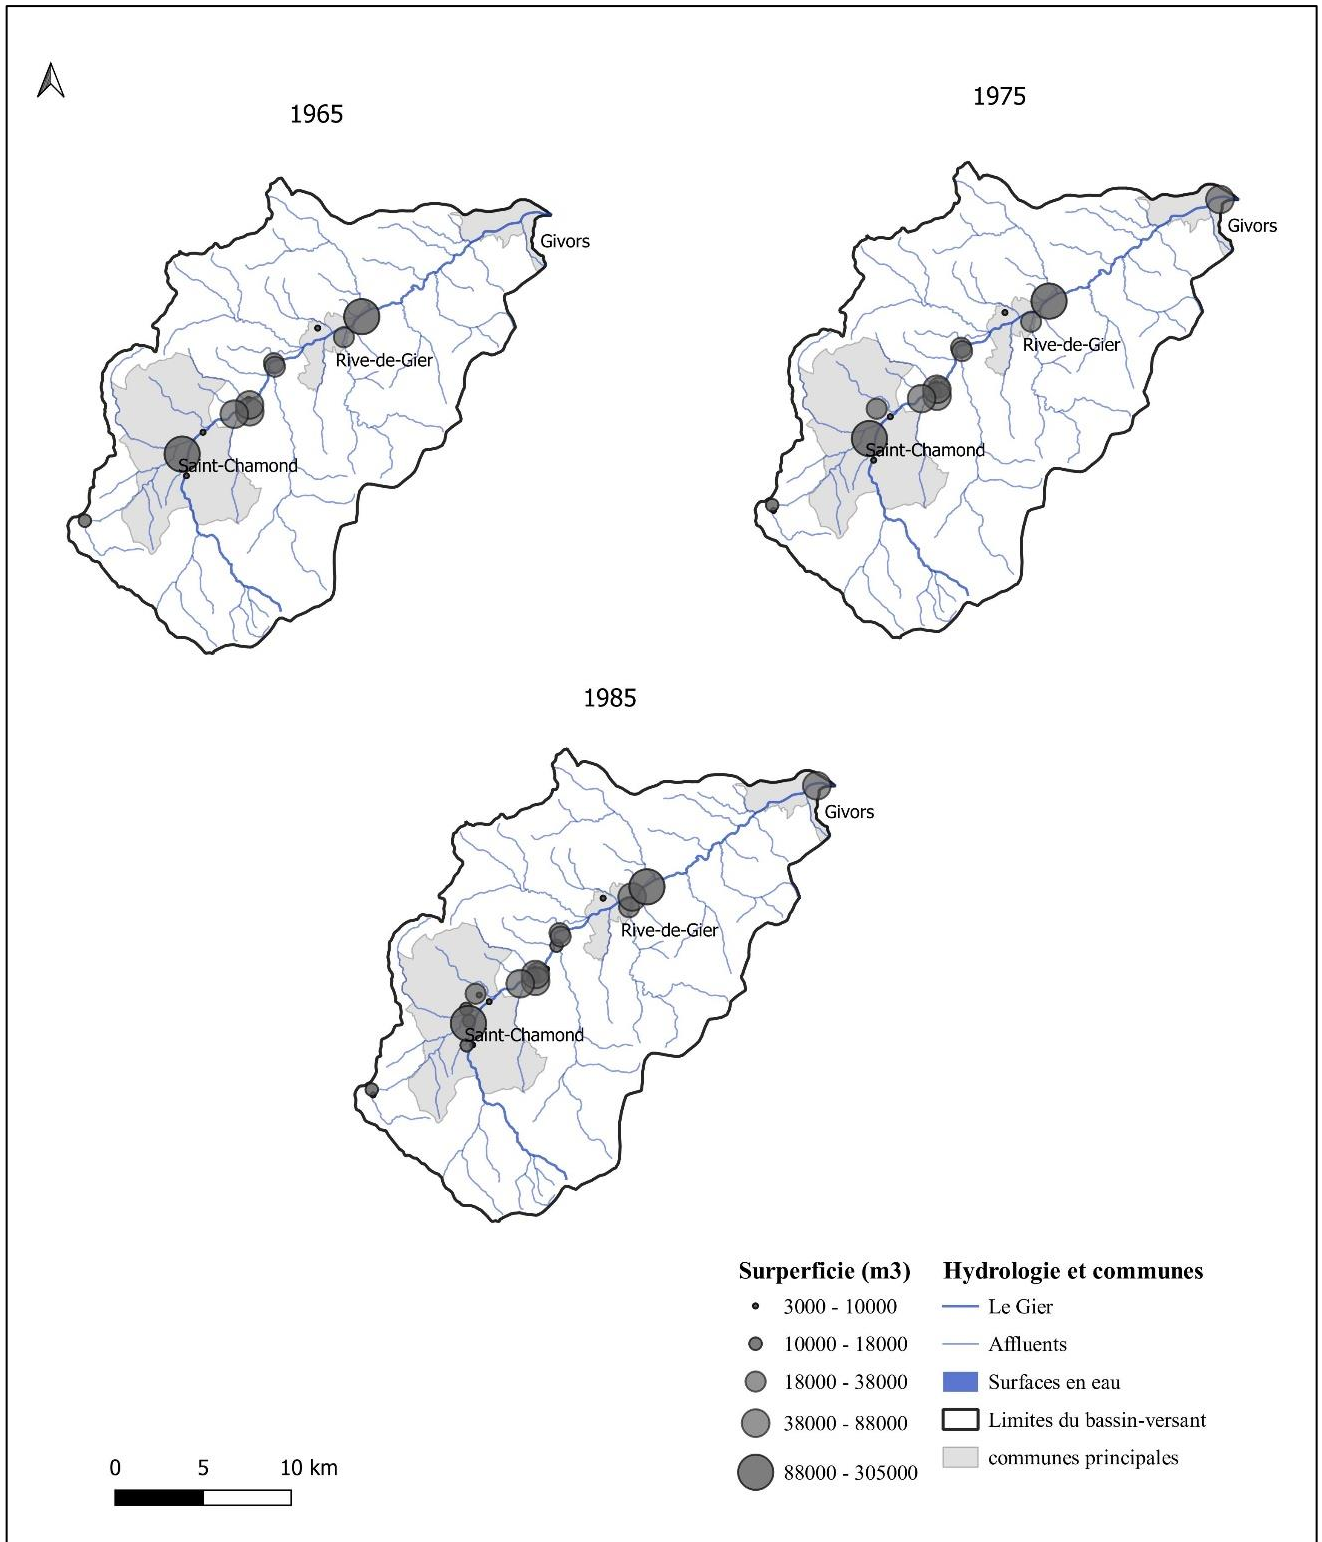 1965
1975
Givors
Rive-de-Gier
Saint-Chamond
Givors
Rive-de-Gier
Saint-Chamond
1985
Givors
Rive-de-Gier
Saint-Chamond
Surperficie (m3)
3000 - 10000
10000 - 18000
18000 - 38000
38000 - 88000
88000 - 305000
Hydrologie et communes
Le Gier
Affluents
Surfaces en eau
Limites du bassin-versant
communes principales
0 5 10 km